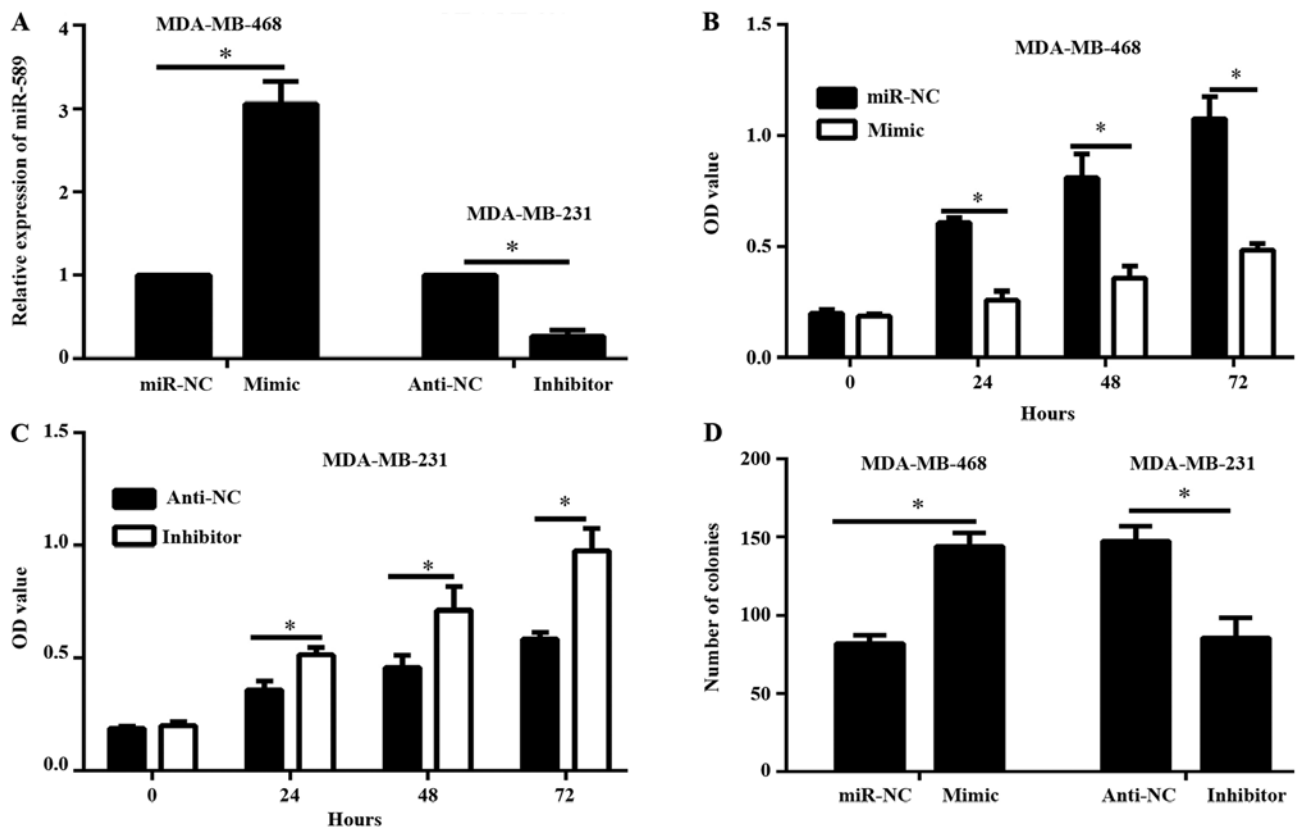 A
MDA-MB-468
*
Relative expression of miR-589
4
3
2
1
0
MDA-MB-231
*
miR-NC Mimic Anti-NC Inhibitor
B
MDA-MB-468
miR-NC
Mimic
OD value
1.5
1.0
0.5
0.0
*
*
*
0 24 48 72
Hours
C
MDA-MB-231
Anti-NC
Inhibitor
OD value
1.5
1.0
0.5
0.0
*
*
*
0 24 48 72
Hours
D
MDA-MB-468 MDA-MB-231
* *
Number of colonies
200
150
100
50
0
miR-NC Mimic Anti-NC Inhibitor